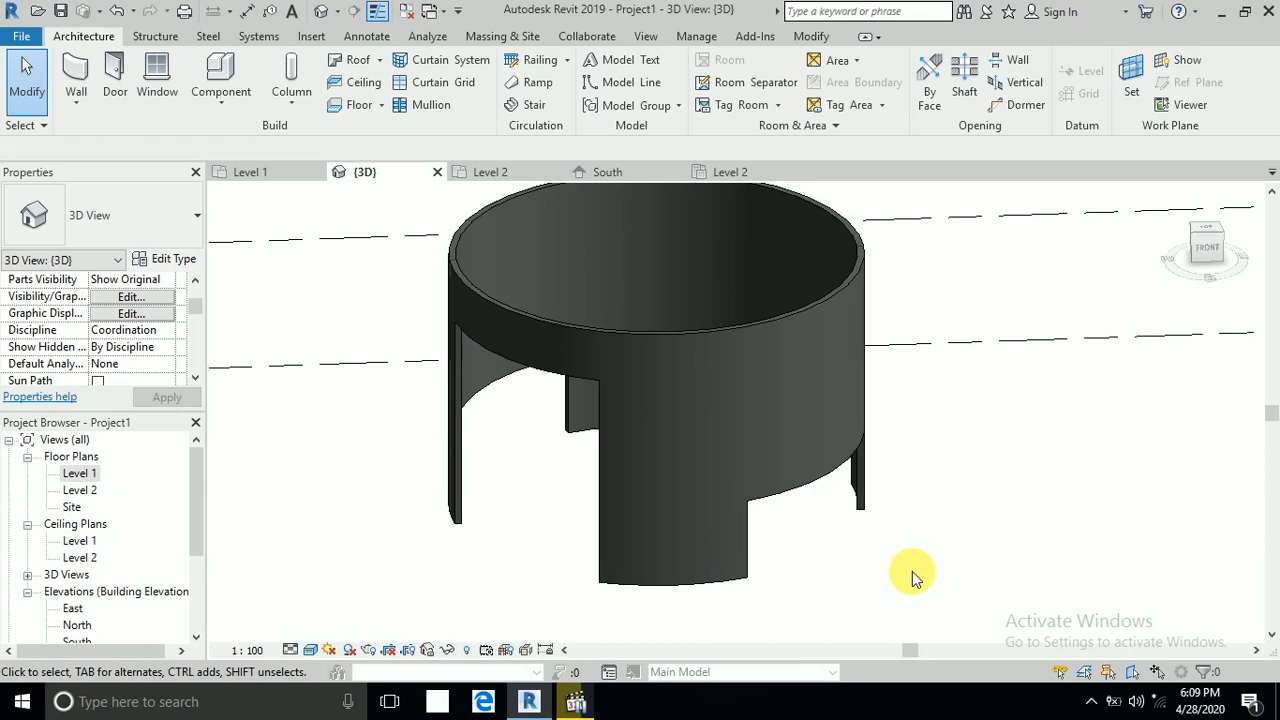 Autodesk Revit 2019 - Project1 - 3D View: {3D}
Type a keyword or phrase
Sign In
File Architecture Structure Steel Systems Insert Annotate Analyze Massing & Site Collaborate View Manage Add-Ins Modify
Modify
Wall
Door
Window
Component
Column
Roof
Ceiling
Floor
Curtain System
Curtain Grid
Mullion
Railing
Ramp
Stair
Model Text
Model Line
Model Group
Room
Room Separator
Tag Room
Area
Area Boundary
Tag Area
By
Face
Shaft
Wall
Vertical
Dormer
Level
Grid
Set
Show
Ref Plane
Viewer
Select Build Circulation Model Room & Area Opening Datum Work Plane
Properties
Level 1 {3D} Level 2 South Level 2
3D View
3D View: {3D} Edit Type
Parts Visibility Show Original
Visibility/Grap... Edit...
Graphic Displ... Edit...
Discipline Coordination
Show Hidden ... By Discipline
Default Analy... None
Sun Path
Properties help Apply
Project Browser - Project1
Views (all)
Floor Plans
Level 1
Level 2
Site
Ceiling Plans
Level 1
Level 2
3D Views
Elevations (Building Elevation
East
North
South
TOP
FRONT
Activate Windows
Go to Settings to activate Windows.
1 : 100
Click to select, TAB for alternates, CTRL adds, SHIFT unselects.
:0
Main Model
:0
Type here to search
6:09 PM
4/28/2020